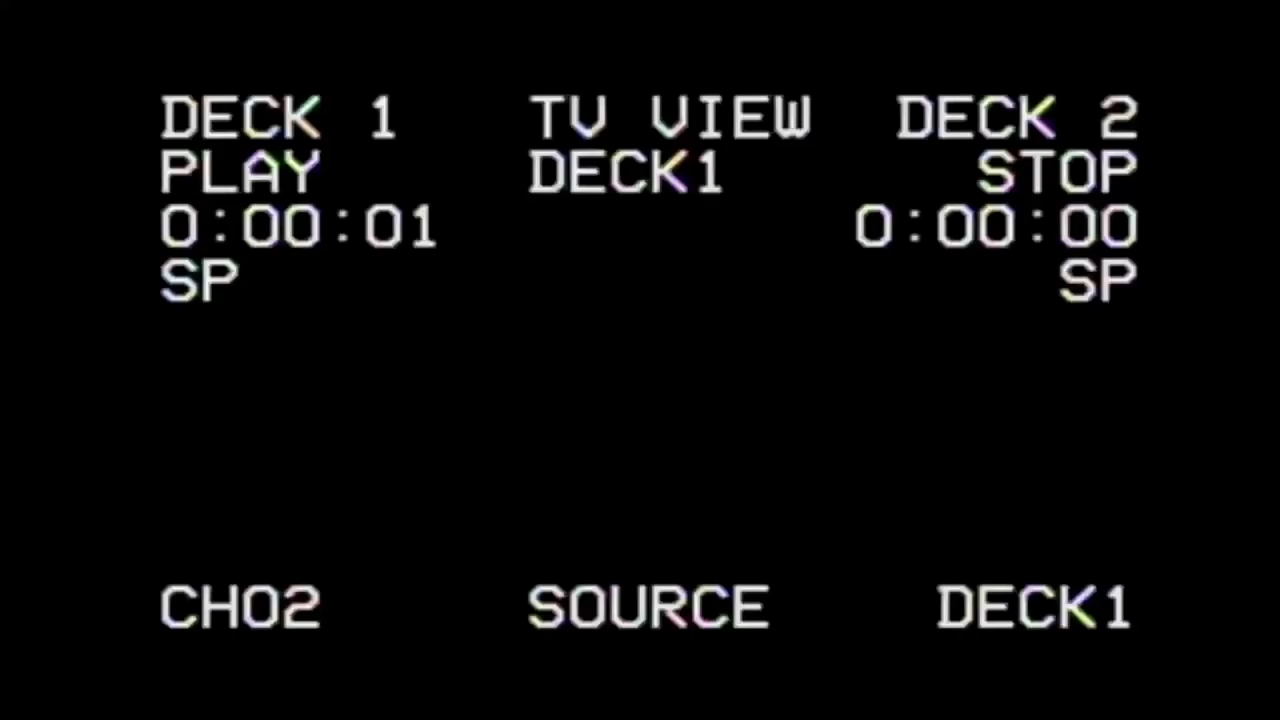 DECK 1 TV VIEW DECK 2
PLAY DECK1 STOP
0:00:01 0:00:00
SP SP
CH02 SOURCE DECK1